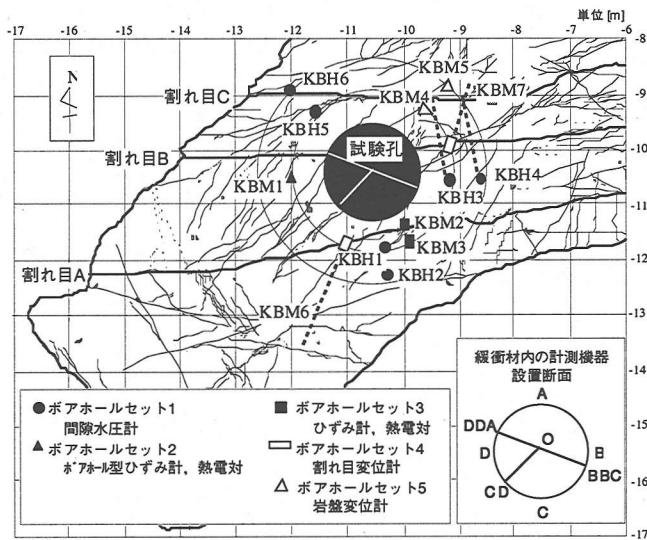 単位 [m]
-17 -16 -15 -14 -13 -12 -11 -10 -9 -8 -7 -6
-8
-9
-10
-11
-12
-13
-14
-15
-16
-17
N
KBH6
KBM5
KBM7
割れ目C
KBM4
KBH5
試験孔
割れ目B
KBM1
KBH3
KBH4
KBM2
KBM3
KBH1
割れ目A
KBH2
KBM6
緩衝材内の計測機器
設置断面
A
DDA
O
D
B
BBC
CD
C
ボアホールセット1
間隙水圧計
ボアホールセット2
ボアホール型ひずみ計，熱電対
ボアホールセット3
ひずみ計，熱電対
ボアホールセット4
割れ目変位計
ボアホールセット5
岩盤変位計